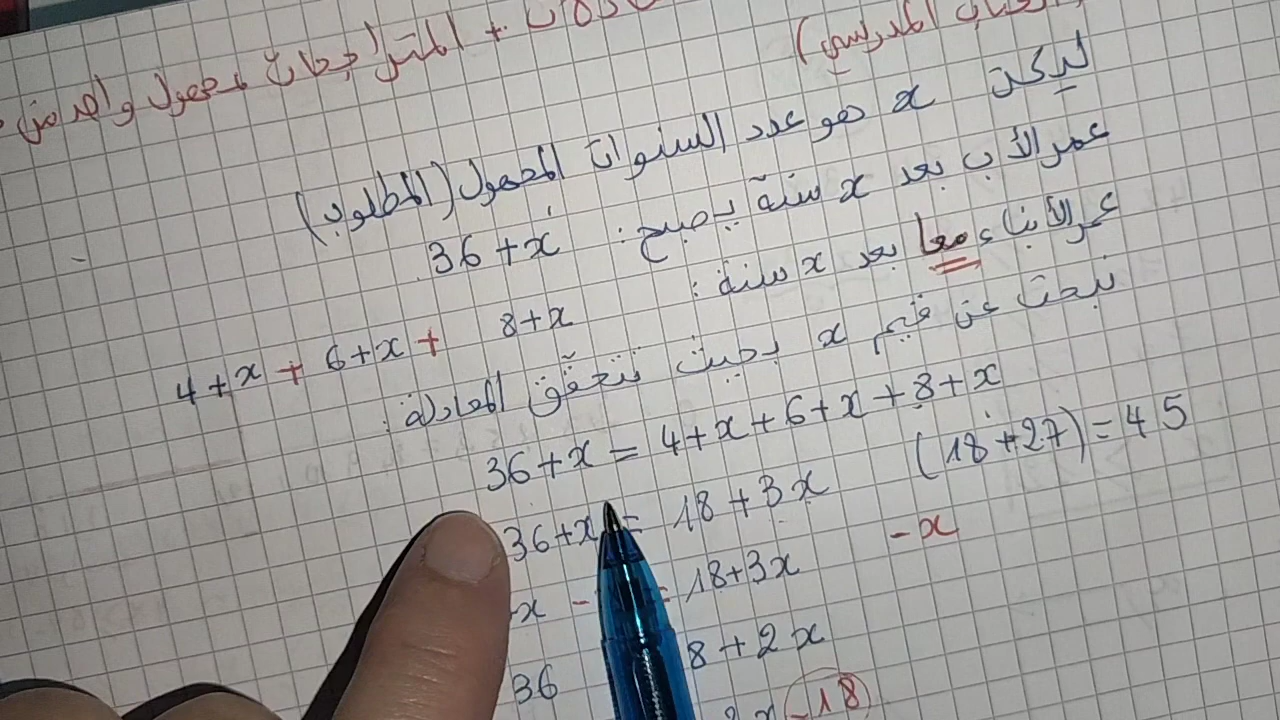 + المتراجحات بمجهول واحد من
المدرسي)
ليكن x هو عدد السنوات المجهول (المطلوب)
عمر الأب بعد x سنة يصبح: 36 + x
عمر الأبناء معا بعد x سنة:
4 + x + 6 + x + 8 + x
نبحث عن قيم x بحيث تتحقق المعادلة:
36 + x = 4 + x + 6 + x + 8 + x
36 + x = 18 + 3x (18 + 27) = 45
x - = 18 + 3x - x
36 8 + 2x
- 18